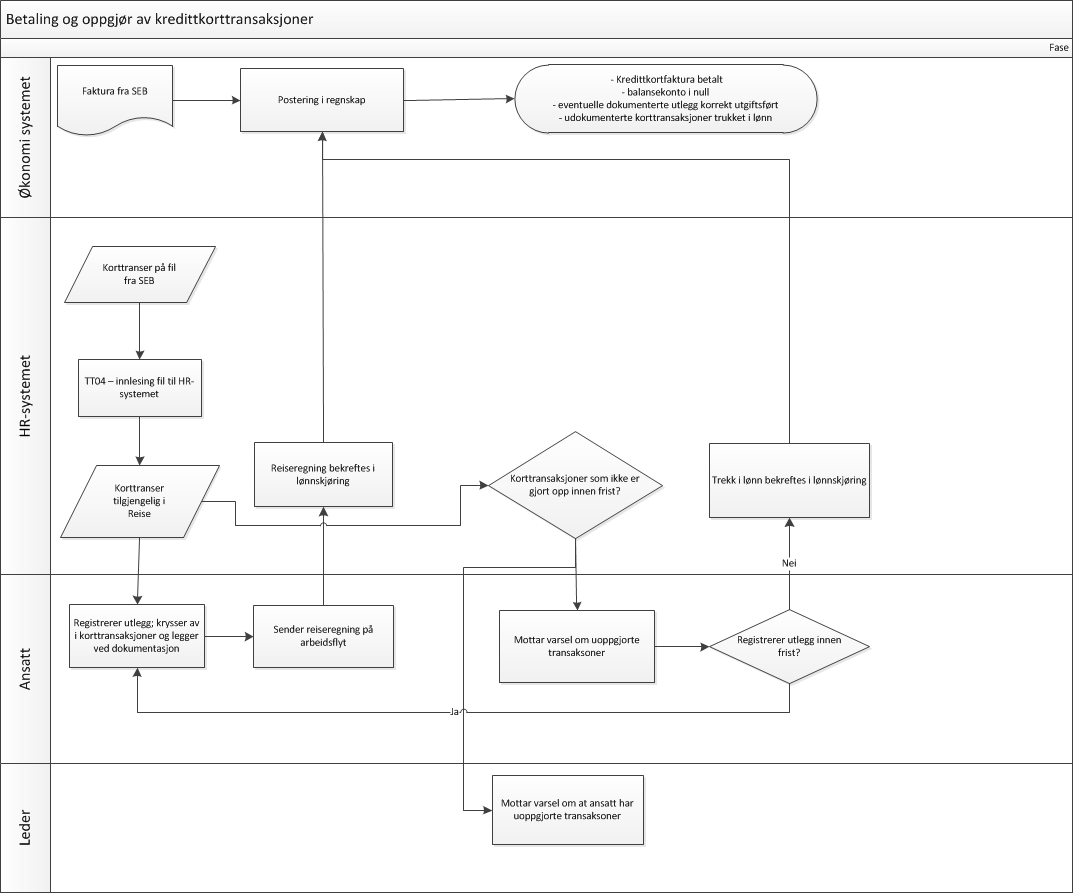 Betaling og oppgjør av kredittkorttransaksjoner
Fase
Økonomi systemet
Faktura fra SEB
Postering i regnskap
- Kredittkortfaktura betalt
- balansekonto i null
- eventuelle dokumenterte utlegg korrekt utgiftsført
- udokumenterte korttransaksjoner trukket i lønn
HR-systemet
Korttranser på fil
fra SEB
TT04 – innlesing fil til HR-
systemet
Korttranser
tilgjengelig i
Reise
Reiseregning bekreftes i
lønnskjøring
Korttransaksjoner som ikke er
gjort opp innen frist?
Trekk i lønn bekreftes i lønnskjøring
Nei
Ansatt
Registrerer utlegg; krysser av
i korttransaksjoner og legger
ved dokumentasjon
Sender reiseregning på
arbeidsflyt
Mottar varsel om uoppgjorte
transaksoner
Registrerer utlegg innen
frist?
Ja
Leder
Mottar varsel om at ansatt har
uoppgjorte transaksoner